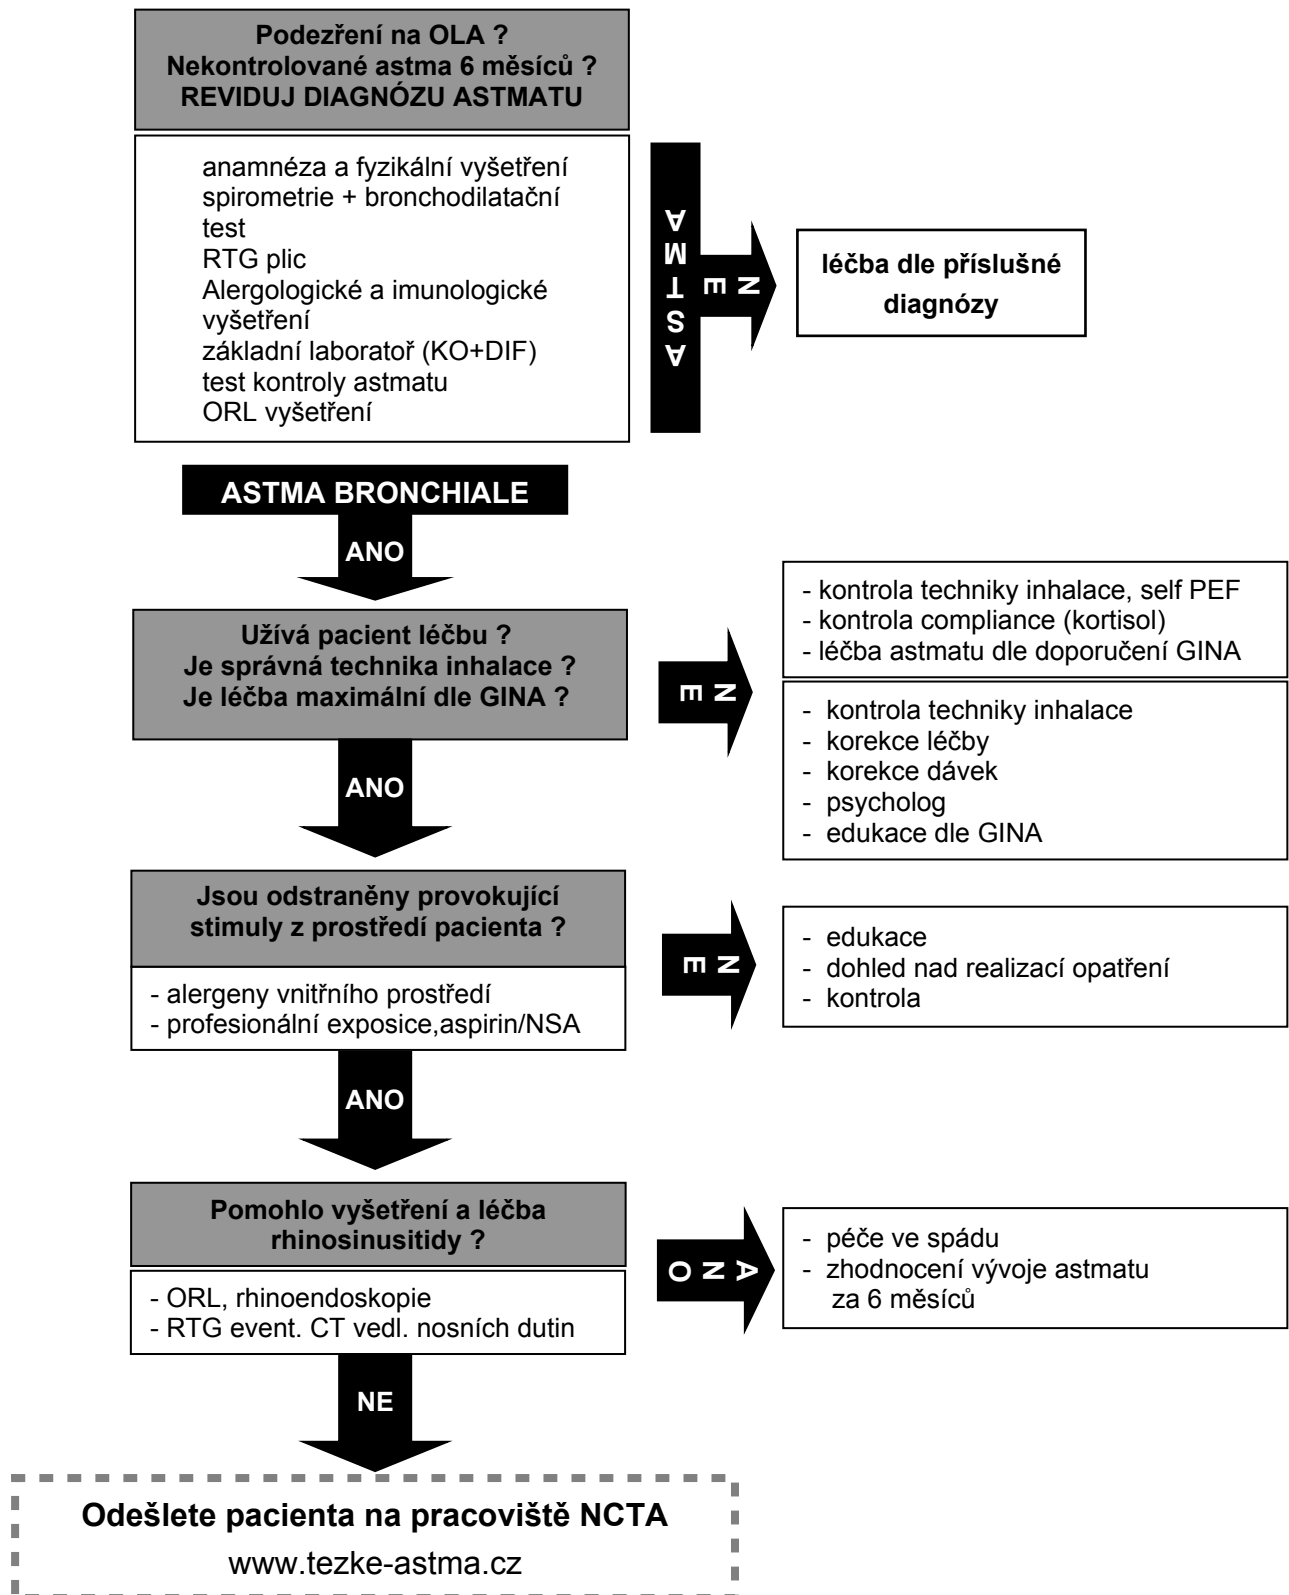 Podezření na OLA ?
Nekontrolované astma 6 měsíců ?
REVIDUJ DIAGNÓZU ASTMATU
anamnéza a fyzikální vyšetření
spirometrie + bronchodilatační
test
RTG plic
Alergologické a imunologické
vyšetření
základní laboratoř (KO+DIF)
test kontroly astmatu
ORL vyšetření
ASTMA
NE
léčba dle příslušné
diagnózy
ASTMA BRONCHIALE
ANO
Užívá pacient léčbu ?
Je správná technika inhalace ?
Je léčba maximální dle GINA ?
NE
- kontrola techniky inhalace, self PEF
- kontrola compliance (kortisol)
- léčba astmatu dle doporučení GINA
- kontrola techniky inhalace
- korekce léčby
- korekce dávek
- psycholog
- edukace dle GINA
ANO
Jsou odstraněny provokující
stimuly z prostředí pacienta ?
- alergeny vnitřního prostředí
- profesionální exposice,aspirin/NSA
NE
- edukace
- dohled nad realizací opatření
- kontrola
ANO
Pomohlo vyšetření a léčba
rhinosinusitidy ?
- ORL, rhinoendoskopie
- RTG event. CT vedl. nosních dutin
ANO
- péče ve spádu
- zhodnocení vývoje astmatu
za 6 měsíců
NE
Odešlete pacienta na pracoviště NCTA
www.tezke-astma.cz